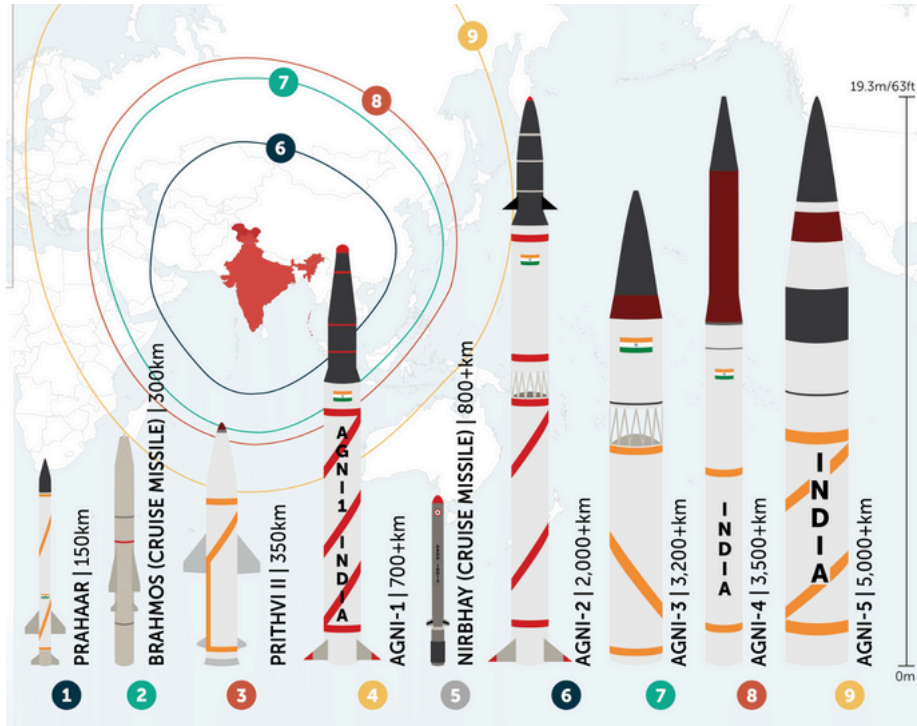 9
7
8
6
19.3m/63ft
PRAHAAR | 150km
BRAHMOS (CRUISE MISSILE) | 300km
PRITHVI II | 350km
AGNI1 INDIA
AGNI-1 | 700+km
NIRBHAY (CRUISE MISSILE) | 800+km
AGNI-2 | 2,000+km
AGNI-3 | 3,200+km
INDIA
AGNI-4 | 3,500+km
INDIA
AGNI-5 | 5,000+km
0m
1
2
3
4
5
6
7
8
9